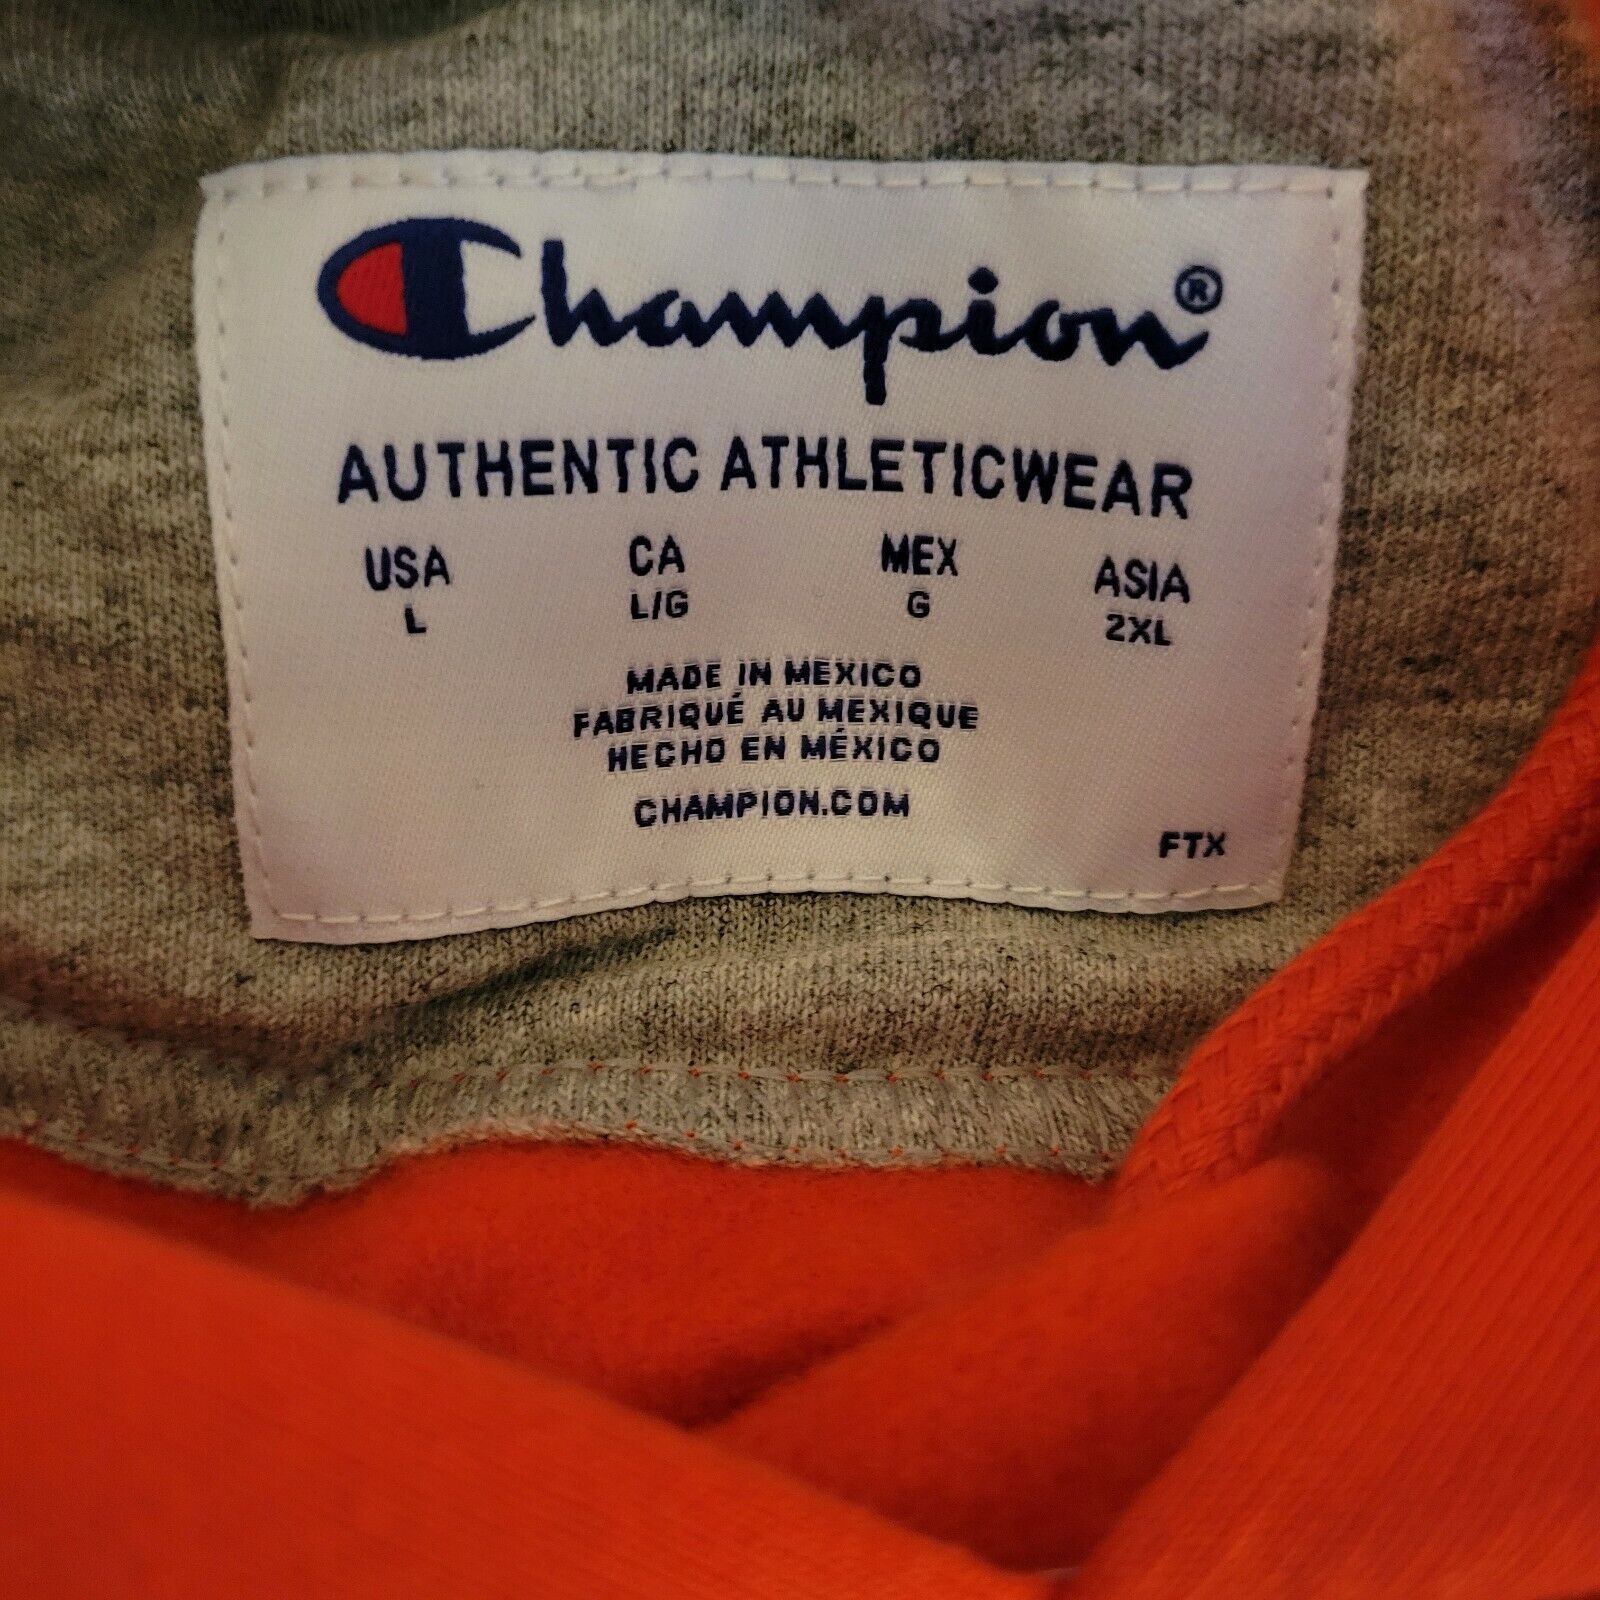 Champion®
AUTHENTIC ATHLETICWEAR
USA CA MEX ASIA
L L/G G 2XL
MADE IN MEXICO
FABRIQUÉ AU MEXIQUE
HECHO EN MÉXICO
CHAMPION.COM
FTX